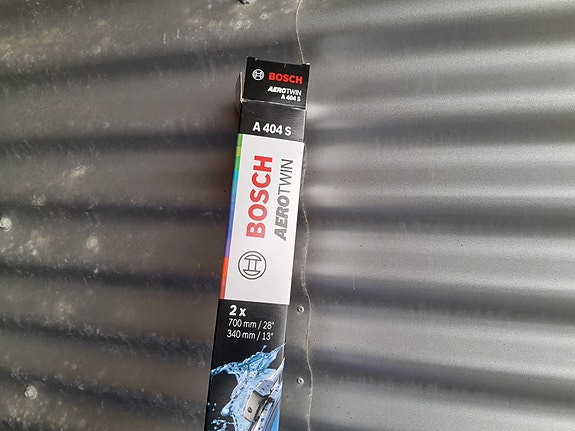 BOSCH
AEROTWIN
A 404 S
A 404 S
BOSCH
AEROTWIN
2 x
700 mm / 28"
340 mm / 13"